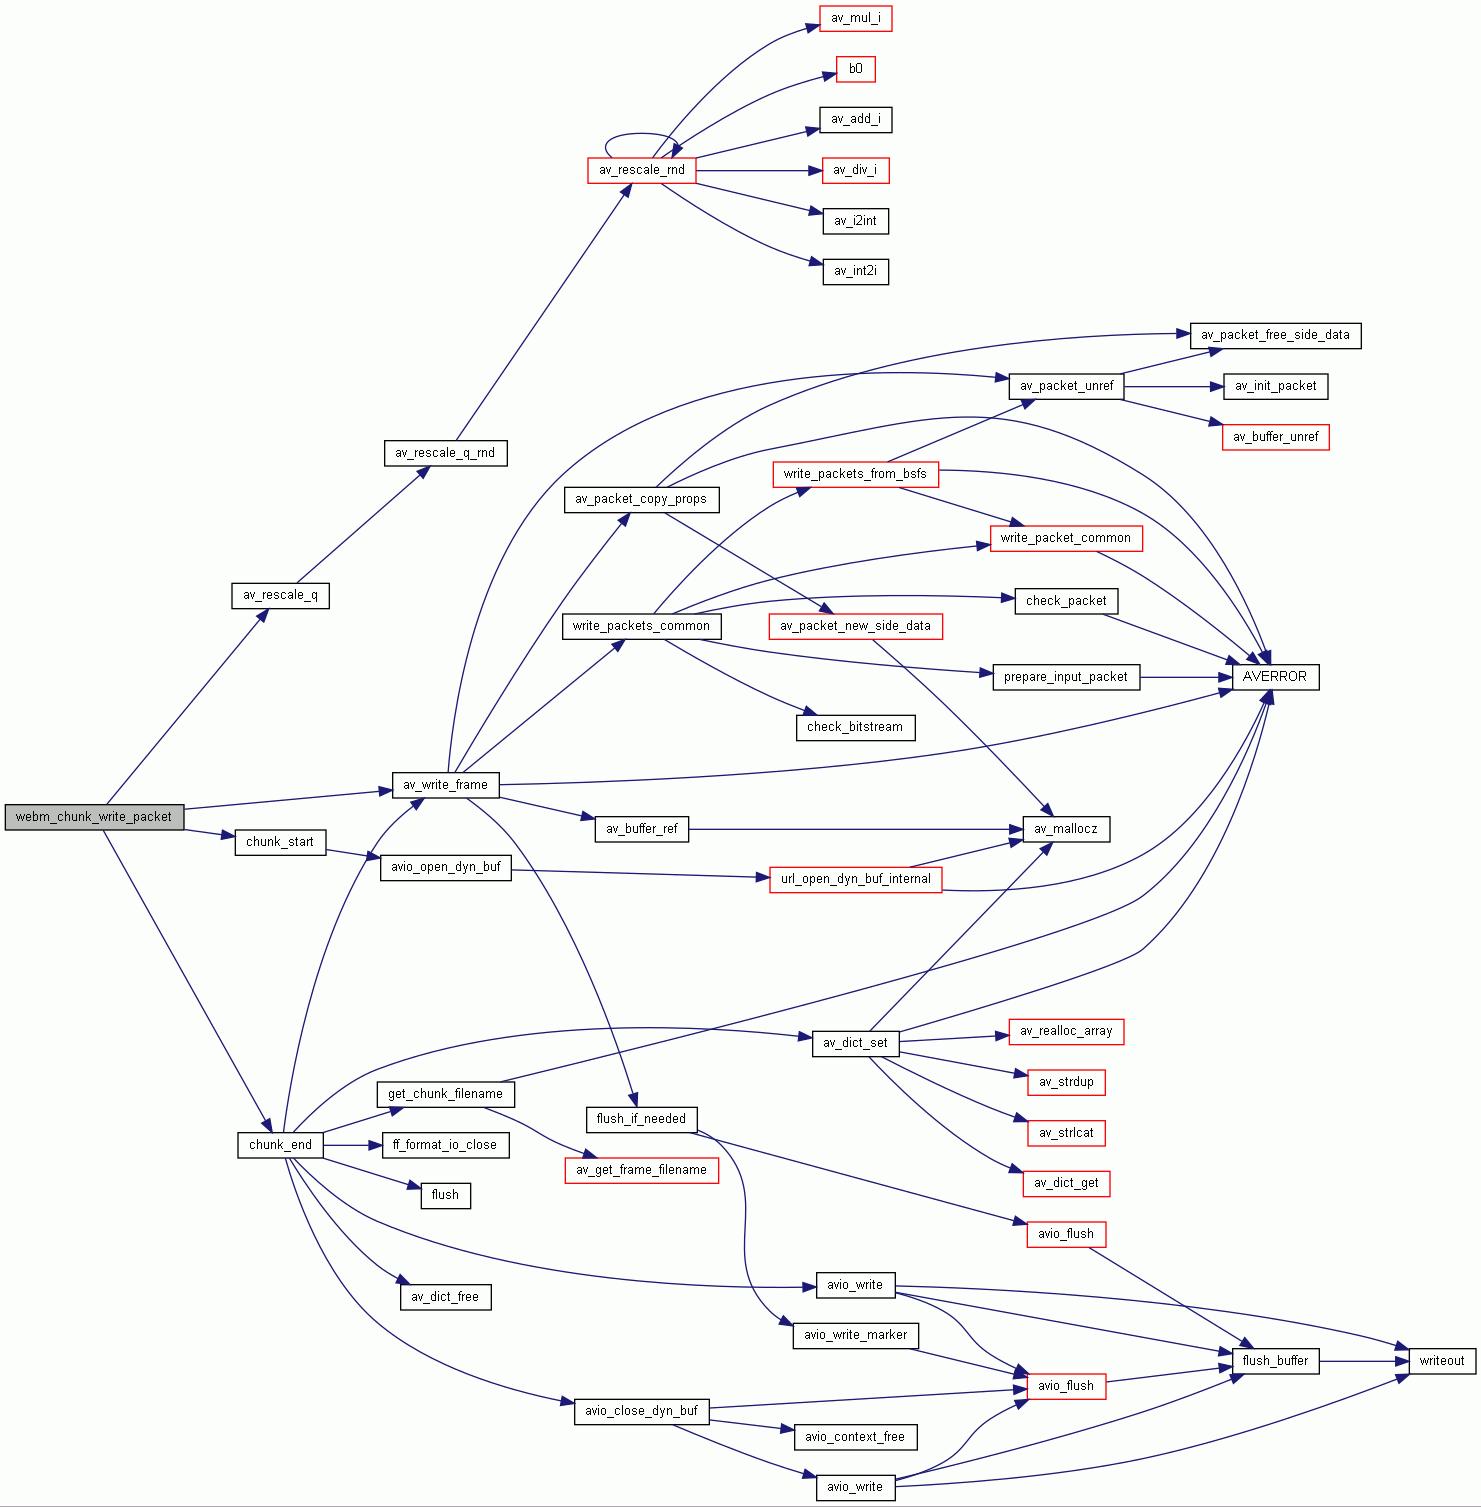 av_mul_i
b0
av_add_i
av_rescale_rnd
av_div_i
av_i2int
av_int2i
av_packet_free_side_data
av_packet_unref
av_init_packet
av_buffer_unref
av_rescale_q_rnd
write_packets_from_bsfs
av_packet_copy_props
write_packet_common
av_rescale_q
check_packet
write_packets_common
av_packet_new_side_data
prepare_input_packet
AVERROR
check_bitstream
av_write_frame
webm_chunk_write_packet
av_buffer_ref
av_mallocz
chunk_start
avio_open_dyn_buf
url_open_dyn_buf_internal
av_realloc_array
av_dict_set
av_strdup
get_chunk_filename
flush_if_needed
av_strlcat
chunk_end
ff_format_io_close
av_get_frame_filename
av_dict_get
flush
avio_flush
avio_write
av_dict_free
avio_write_marker
flush_buffer
writeout
avio_flush
avio_close_dyn_buf
avio_context_free
avio_write